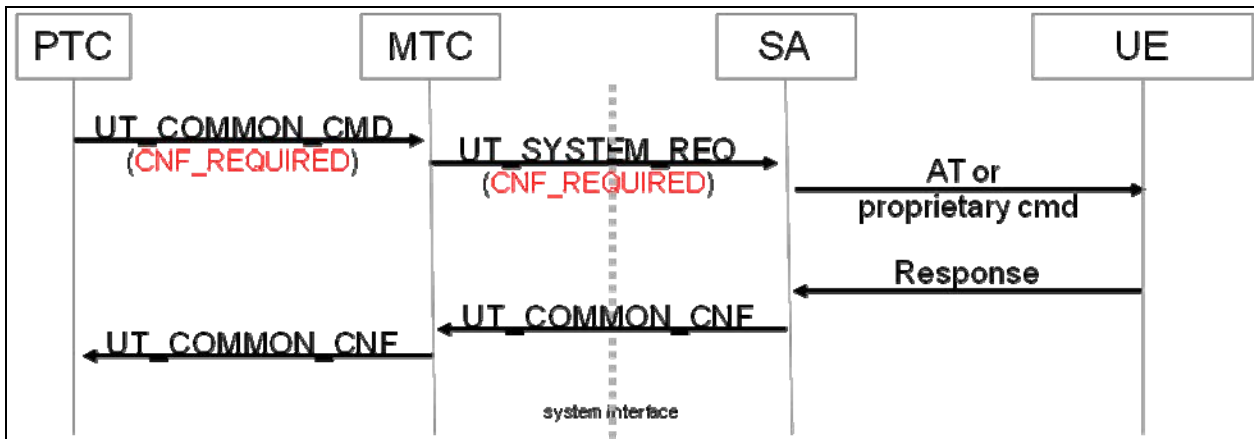 PTC MTC SA UE
UT_COMMON_CMD
(CNF_REQUIRED)
UT_SYSTEM_REQ
(CNF_REQUIRED)
AT or
proprietary cmd
Response
UT_COMMON_CNF
UT_COMMON_CNF
system interface